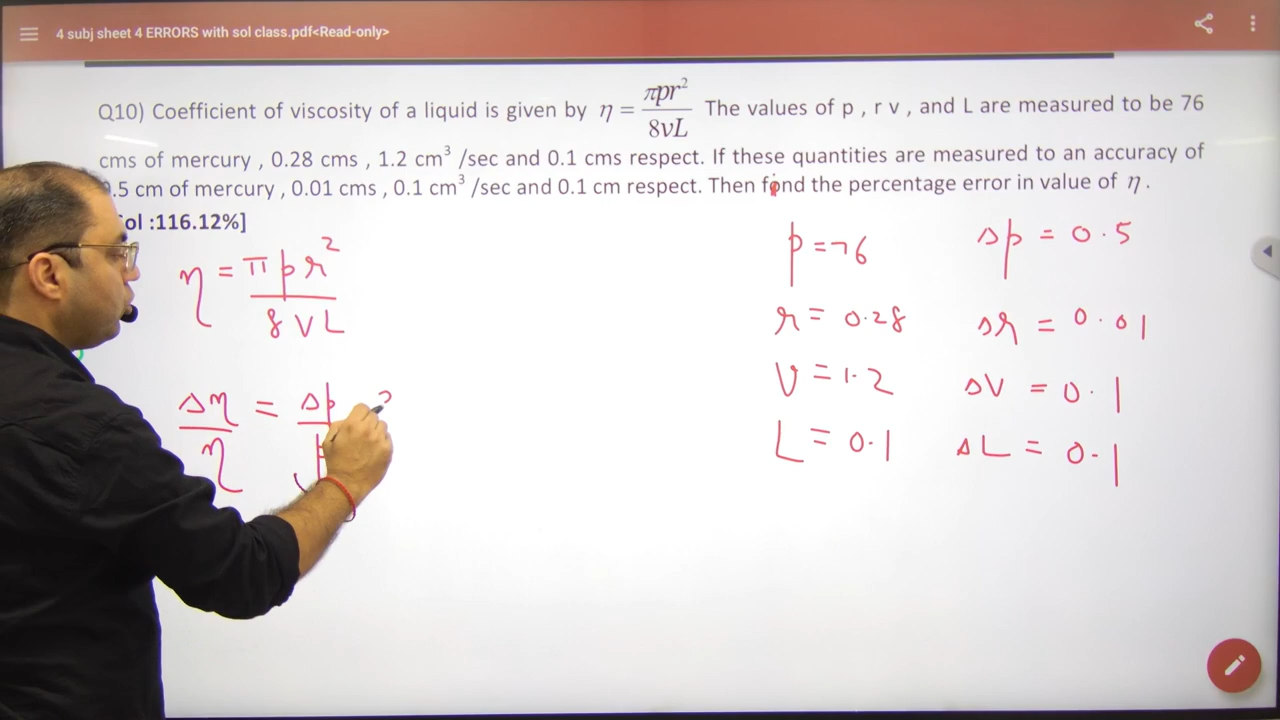 4 subj sheet 4 ERRORS with sol class.pdf<Read-only>
Q10) Coefficient of viscosity of a liquid is given by η = πpr²/8vL The values of p , r v , and L are measured to be 76
cms of mercury , 0.28 cms , 1.2 cm³ /sec and 0.1 cms respect. If these quantities are measured to an accuracy of
.5 cm of mercury , 0.01 cms , 0.1 cm³ /sec and 0.1 cm respect. Then find the percentage error in value of η .
ol :116.12%]
η = πpr²/8VL
Δη/η = Δp/p 2
p = 76
r = 0.28
V = 1.2
L = 0.1
Δp = 0.5
Δr = 0.01
ΔV = 0.1
ΔL = 0.1